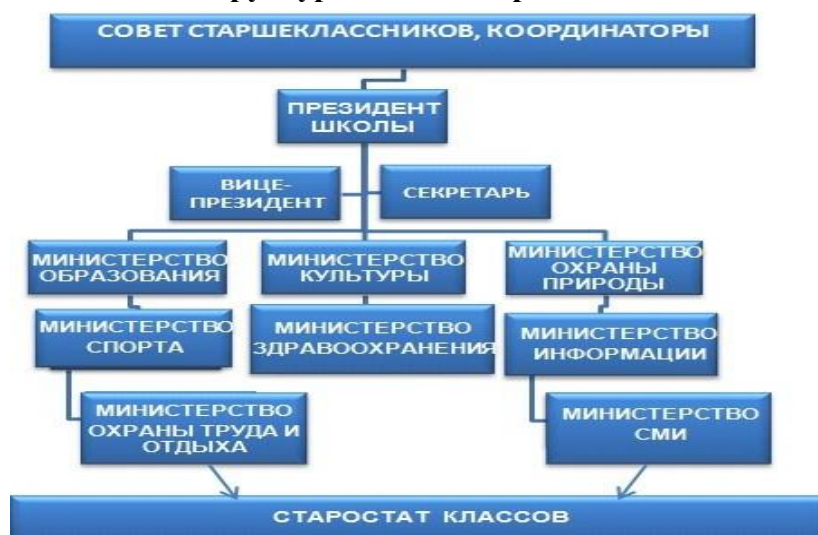 СОВЕТ СТАРШЕКЛАССНИКОВ, КООРДИНАТОРЫ
ПРЕЗИДЕНТ
ШКОЛЫ
ВИЦЕ-
ПРЕЗИДЕНТ
СЕКРЕТАРЬ
МИНИСТЕРСТВО
ОБРАЗОВАНИЯ
МИНИСТЕРСТВО
КУЛЬТУРЫ
МИНИСТЕРСТВО
ОХРАНЫ
ПРИРОДЫ
МИНИСТЕРСТВО
СПОРТА
МИНИСТЕРСТВО
ЗДРАВООХРАНЕНИЯ
МИНИСТЕРСТВО
ИНФОРМАЦИИ
МИНИСТЕРСТВО
ОХРАНЫ ТРУДА И
ОТДЫХА
МИНИСТЕРСТВО
СМИ
СТАРОСТАТ КЛАССОВ